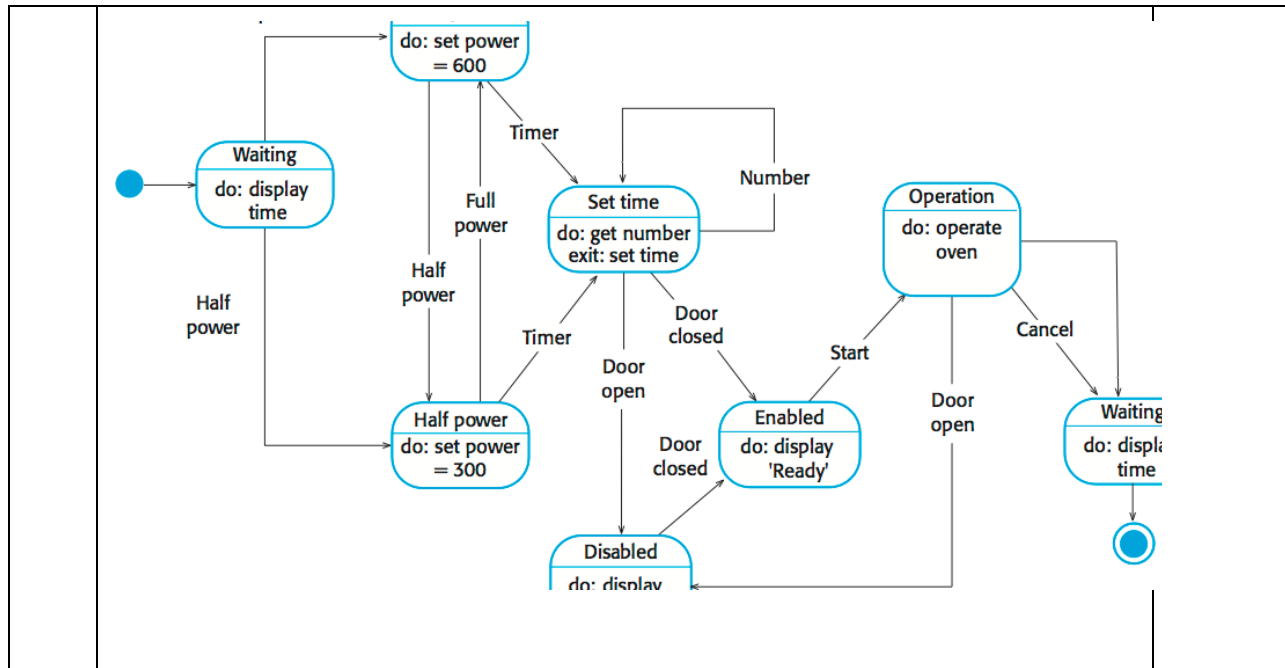 do: set power
= 600
Timer
Waiting
do: display
time
Number
Full
power
Set time
do: get number
exit: set time
Operation
do: operate
oven
Half
power
Half
power
Timer
Door
closed
Door
open
Start
Cancel
Half power
do: set power
= 300
Door
closed
Enabled
do: display
'Ready'
Door
open
Waiting
time
Disabled
do: display